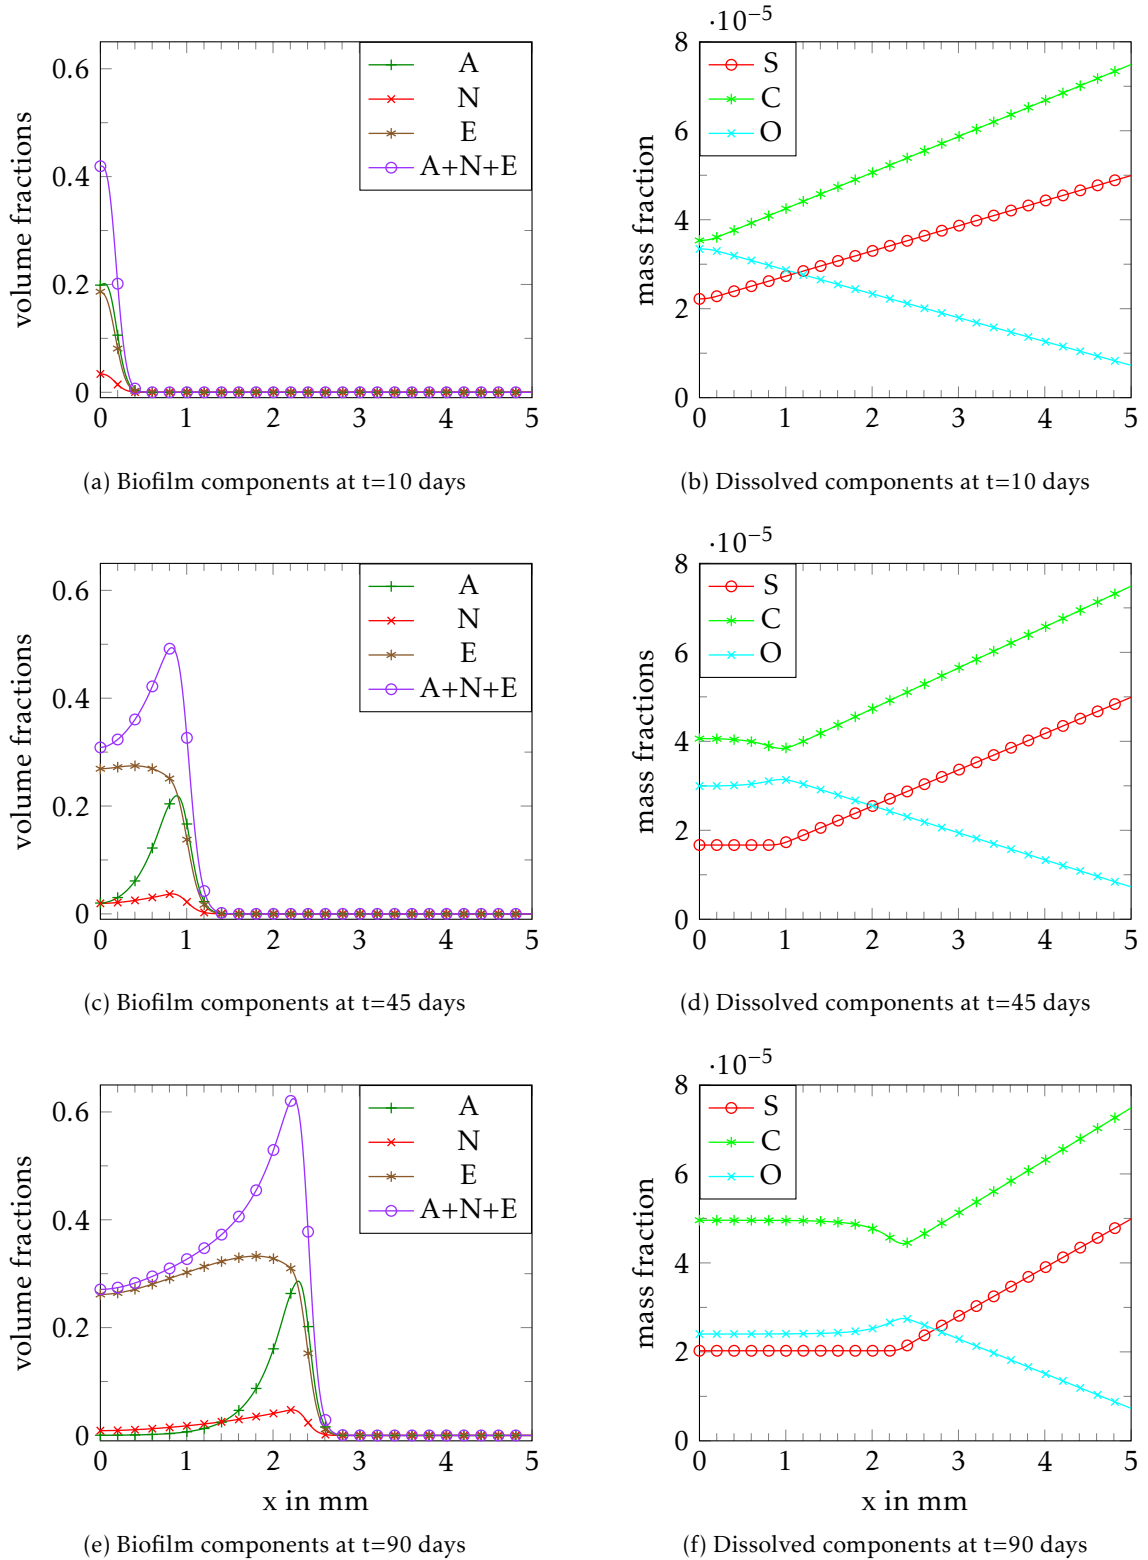 volume fractions
0.6
0.4
0.2
0
A
N
E
A+N+E
0 1 2 3 4 5
(a) Biofilm components at t=10 days
·10−5
mass fraction
8
6
4
2
0
S
C
O
0 1 2 3 4 5
(b) Dissolved components at t=10 days
volume fractions
0.6
0.4
0.2
0
A
N
E
A+N+E
0 1 2 3 4 5
(c) Biofilm components at t=45 days
·10−5
mass fractions
8
6
4
2
0
S
C
O
0 1 2 3 4 5
(d) Dissolved components at t=45 days
volume fractions
0.6
0.4
0.2
0
A
N
E
A+N+E
0 1 2 3 4 5
x in mm
(e) Biofilm components at t=90 days
·10−5
mass fraction
8
6
4
2
0
S
C
O
0 1 2 3 4 5
x in mm
(f) Dissolved components at t=90 days